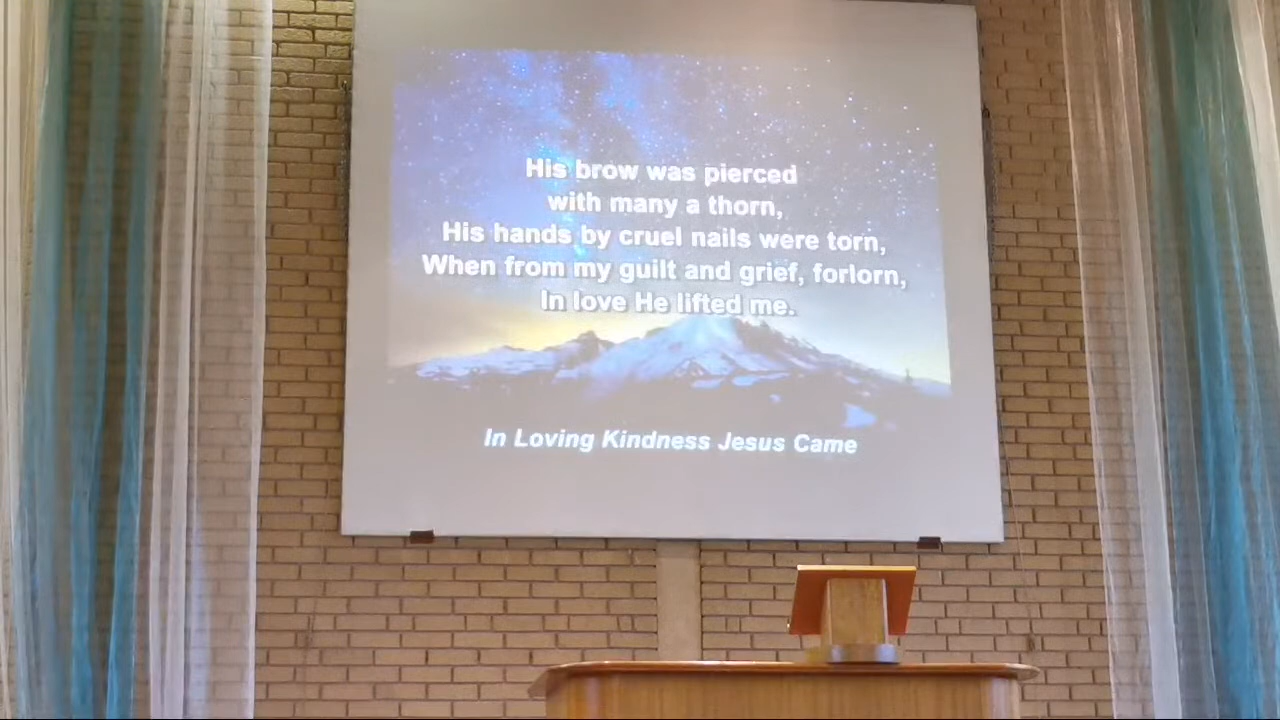 His brow was pierced
with many a thorn,
His hands by cruel nails were torn,
When from my guilt and grief, forlorn,
In love He lifted me.
In Loving Kindness Jesus Came